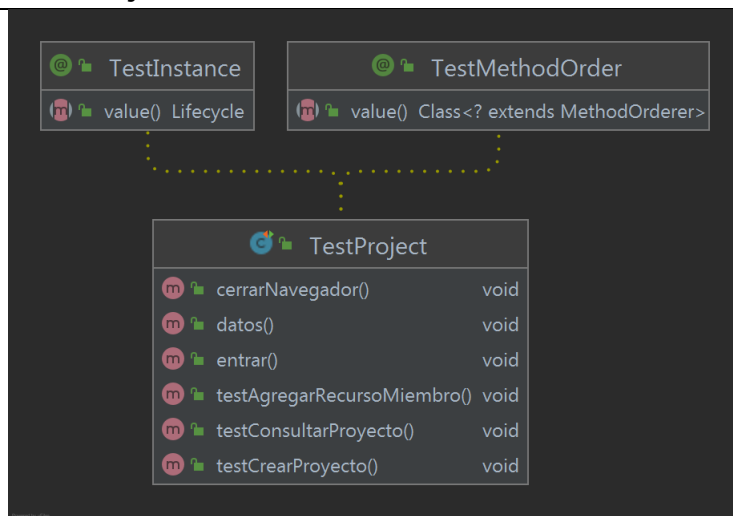 TestInstance
value() Lifecycle
TestMethodOrder
value() Class<? extends MethodOrderer>
TestProject
cerrarNavegador() void
datos() void
entrar() void
testAgregarRecursoMiembro() void
testConsultarProyecto() void
testCrearProyecto() void